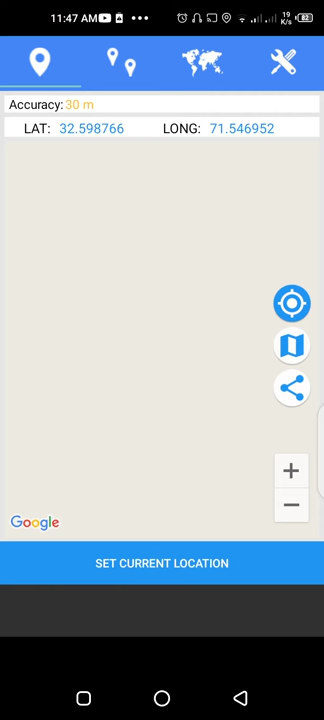 11:47 AM 19 K/s 82
Accuracy: 30 m
LAT: 32.598766 LONG: 71.546952
Google
SET CURRENT LOCATION